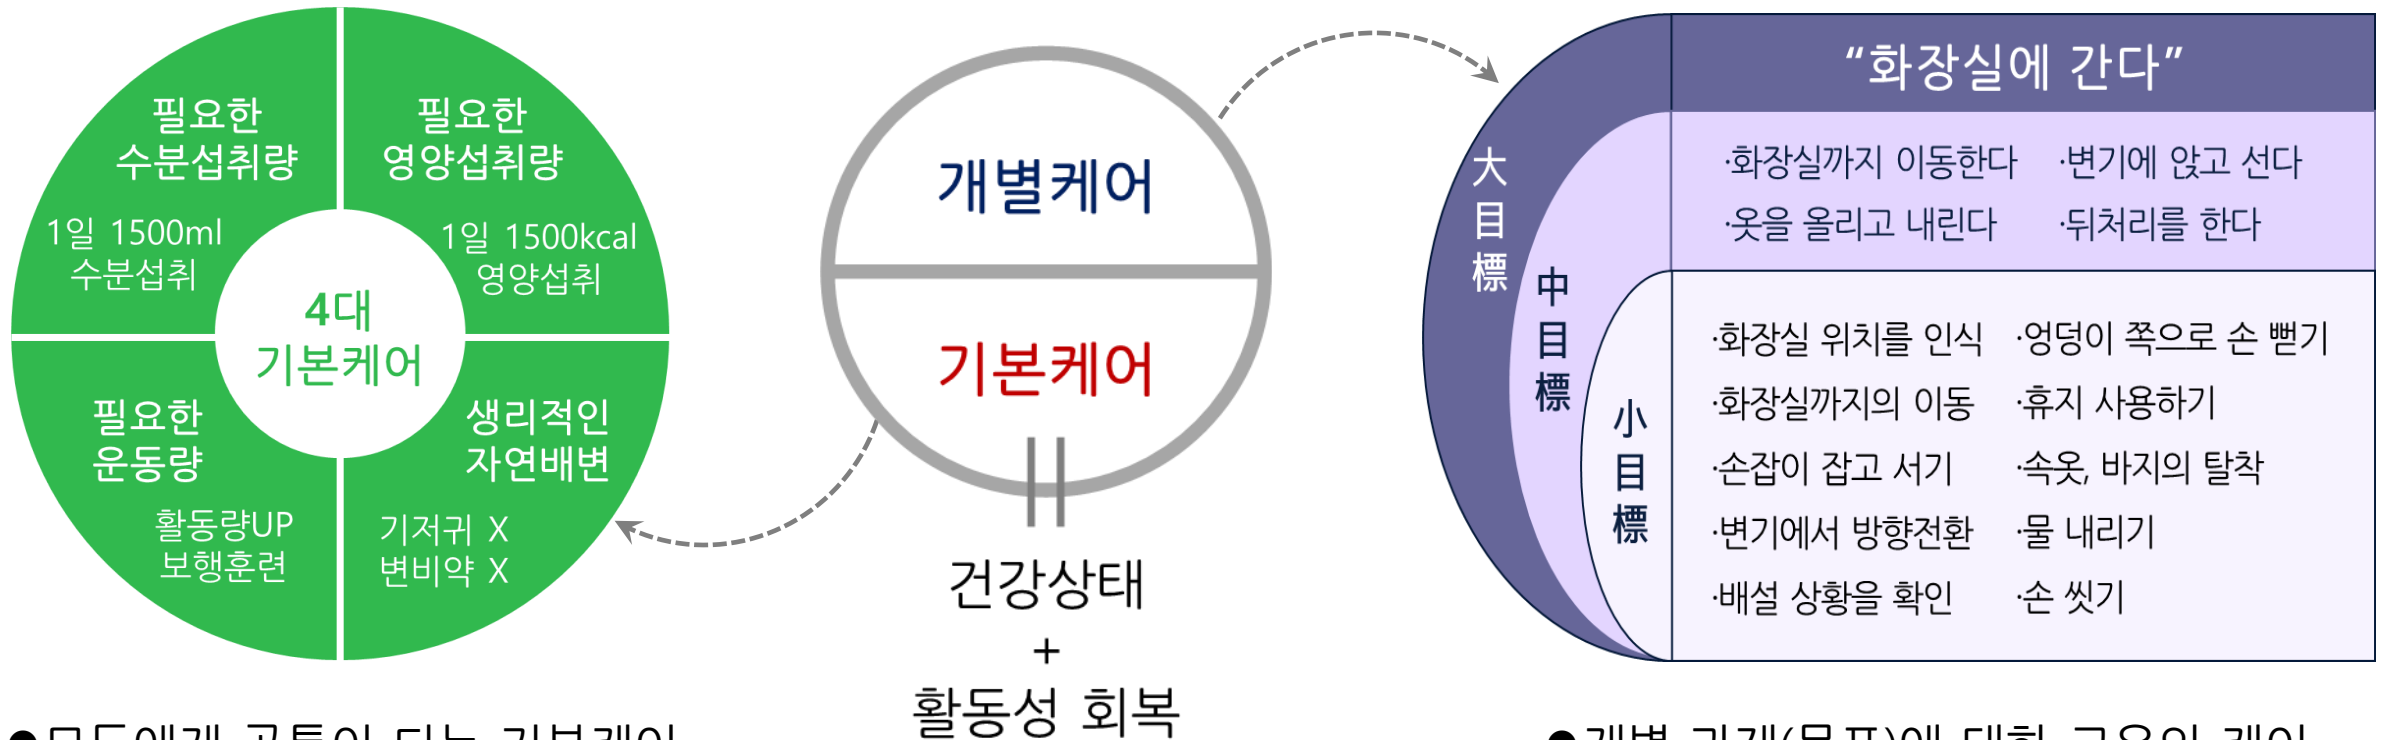 필요한
수분섭취량
1일 1500ml
수분섭취
필요한
영양섭취량
1일 1500kcal
영양섭취
4대
기본케어
필요한
운동량
활동량UP
보행훈련
생리적인
자연배변
기저귀 X
변비약 X
개별케어
기본케어
건강상태
+
활동성 회복
大目標
“화장실에 간다”
中目標
·화장실까지 이동한다 ·변기에 앉고 선다
·옷을 올리고 내린다 ·뒤처리를 한다
小目標
·화장실 위치를 인식 ·엉덩이 쪽으로 손 뻗기
·화장실까지의 이동 ·휴지 사용하기
·손잡이 잡고 서기 ·속옷, 바지의 탈착
·변기에서 방향전환 ·물 내리기
·배설 상황을 확인 ·손 씻기